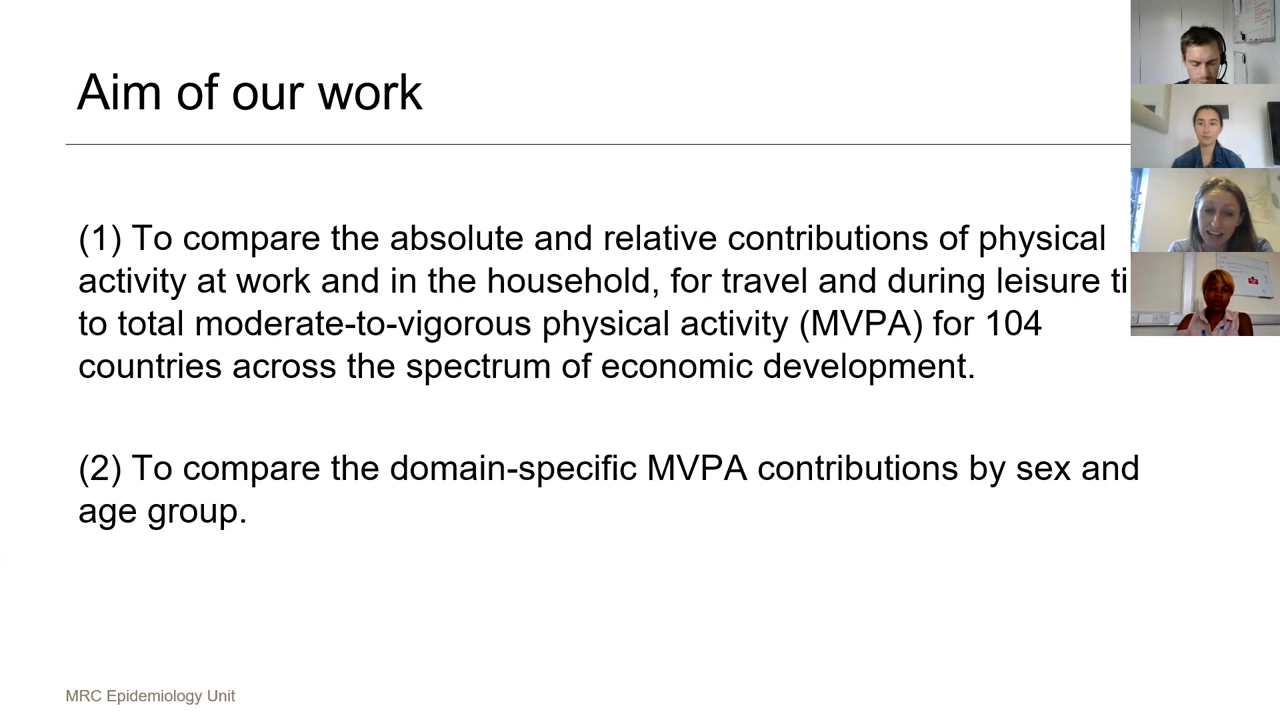 Aim of our work
(1) To compare the absolute and relative contributions of physical
activity at work and in the household, for travel and during leisure ti
to total moderate-to-vigorous physical activity (MVPA) for 104
countries across the spectrum of economic development.
(2) To compare the domain-specific MVPA contributions by sex and
age group.
MRC Epidemiology Unit